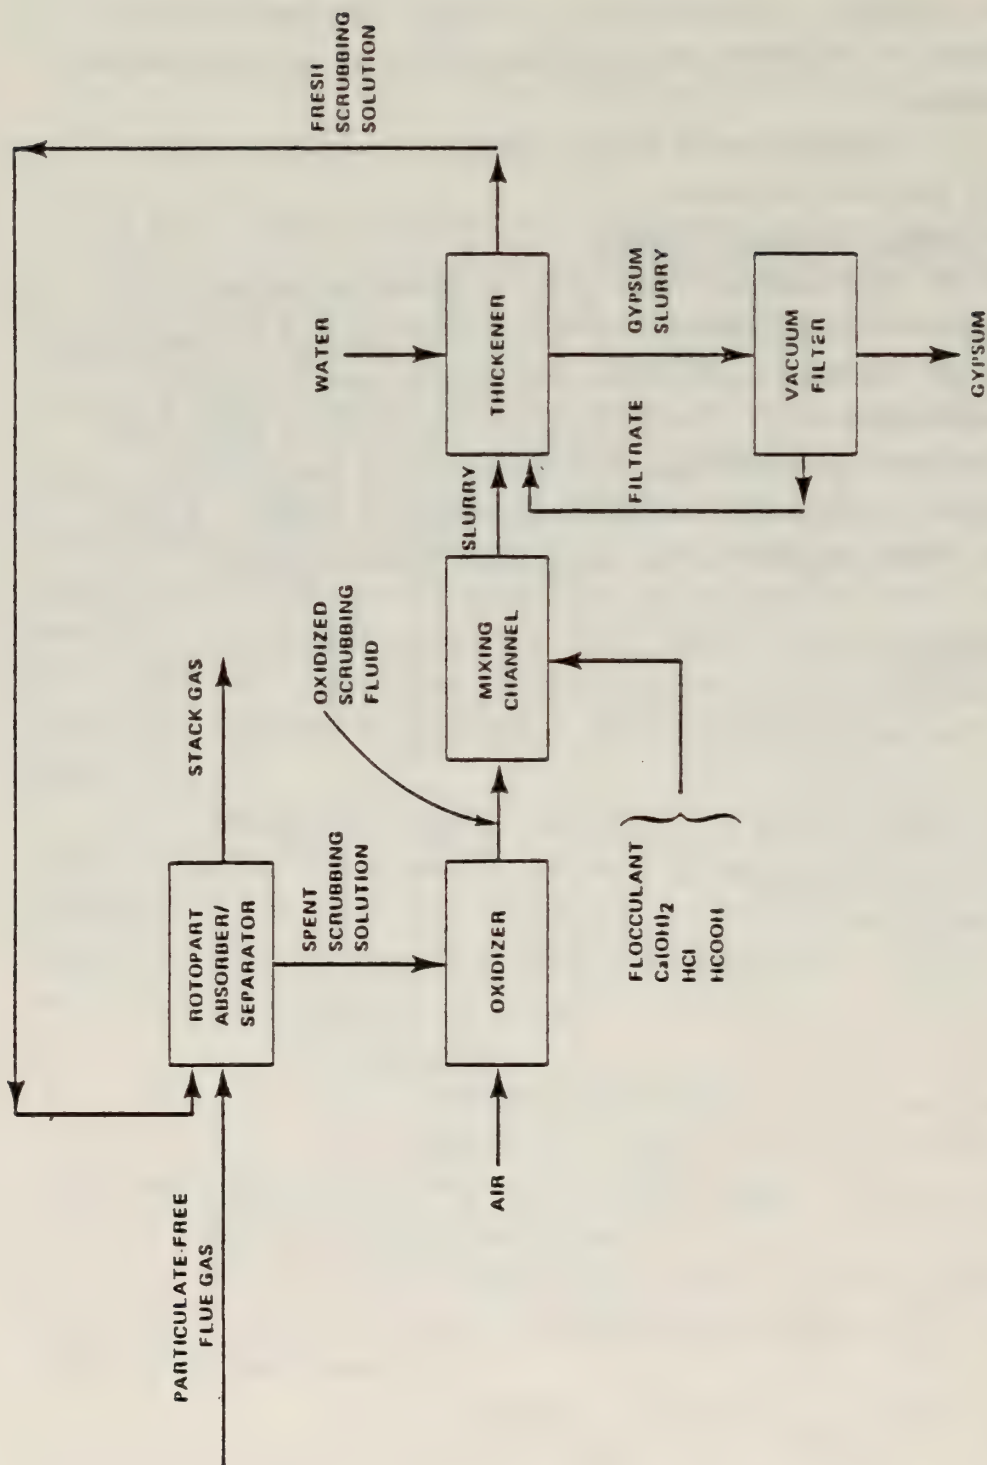 PARTICULATE-FREE
FLUE GAS
ROTOPART
ABSORBER/
SEPARATOR
STACK GAS
FRESH
SCRUBBING
SOLUTION
SPENT
SCRUBBING
SOLUTION
OXIDIZED
SCRUBBING
FLUID
WATER
AIR
OXIDIZER
MIXING
CHANNEL
SLURRY
THICKENER
FLOCCULANT
Ca(OH)2
HCl
HCOOH
FILTRATE
GYPSUM
SLURRY
VACUUM
FILTER
GYPSUM